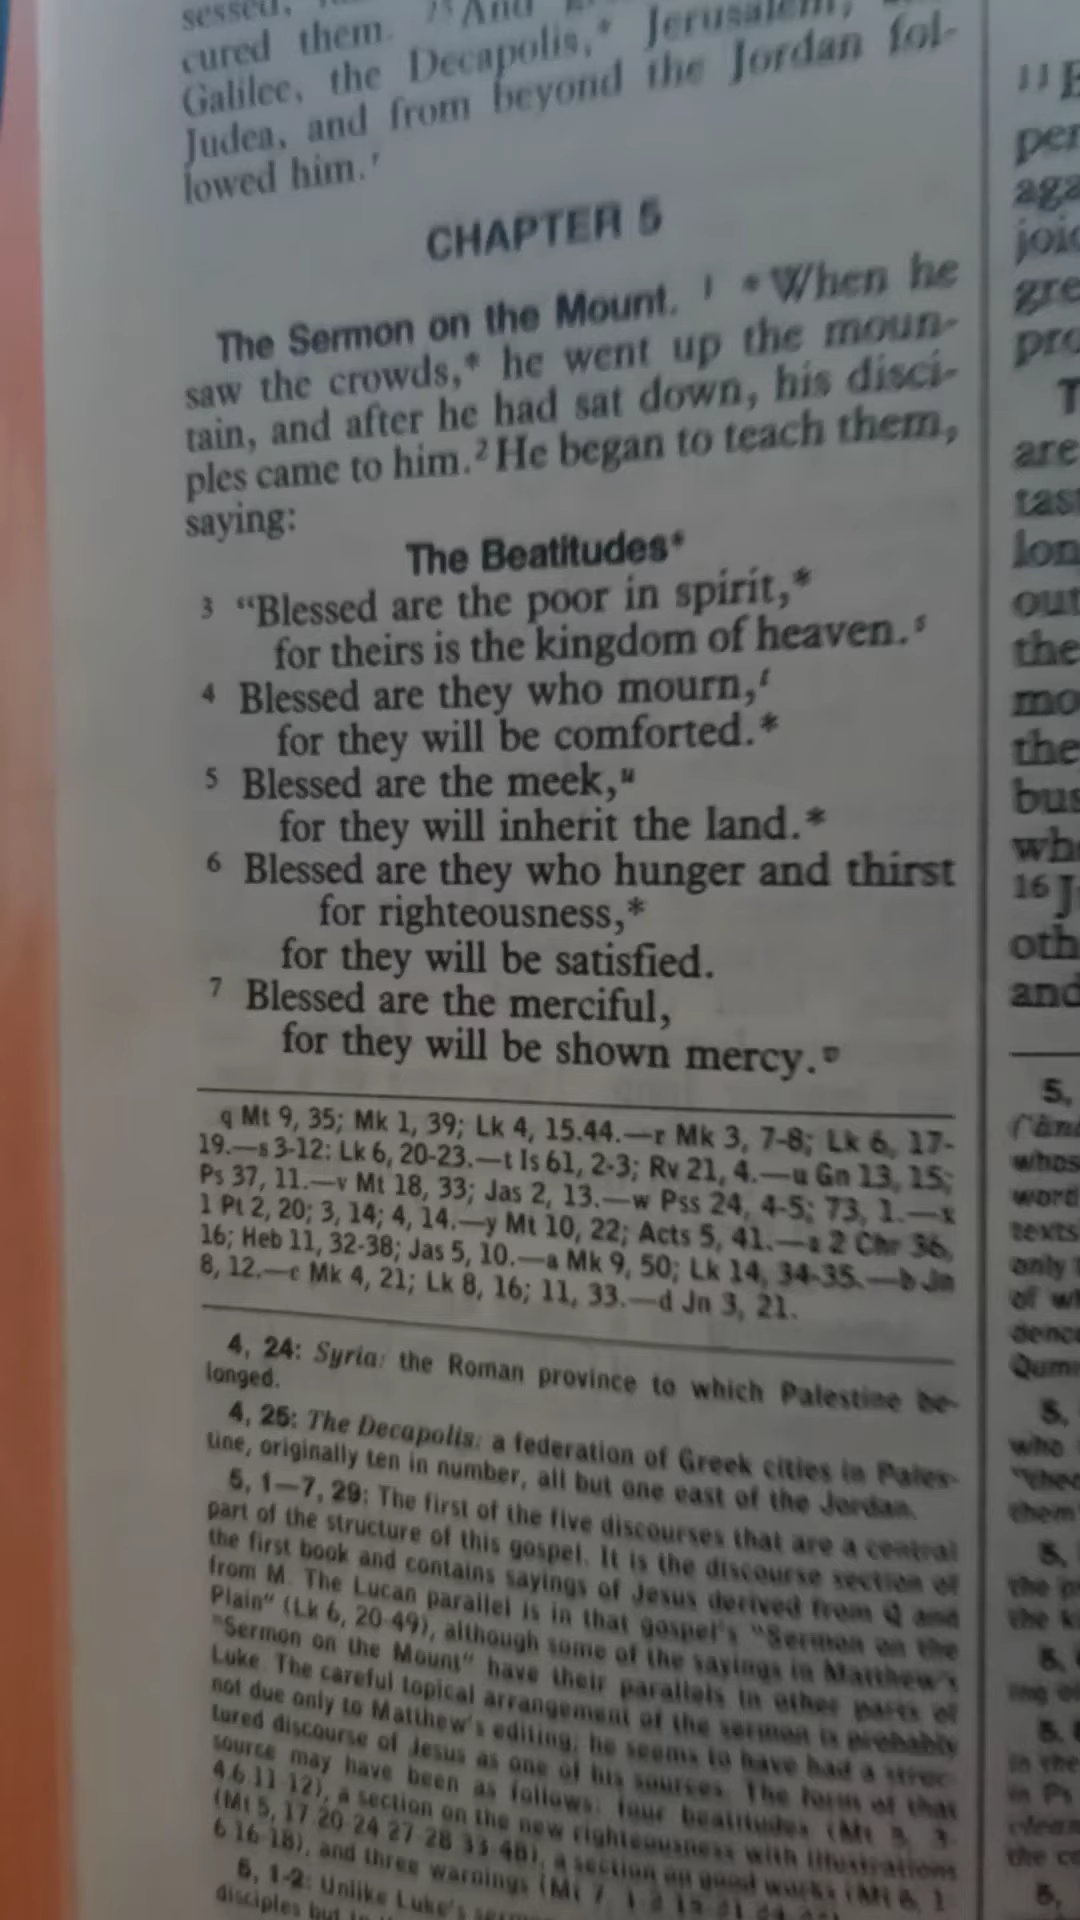 sessed,
cured them. 25 And
Galilee, the Decapolis,* Jerusalem,
Judea, and from beyond the Jordan fol-
lowed him.r
CHAPTER 5
The Sermon on the Mount. 1 *When he
saw the crowds,* he went up the moun-
tain, and after he had sat down, his disci-
ples came to him. 2 He began to teach them,
saying:
The Beatitudes*
3 “Blessed are the poor in spirit,*
for theirs is the kingdom of heaven.s
4 Blessed are they who mourn,t
for they will be comforted.*
5 Blessed are the meek,u
for they will inherit the land.*
6 Blessed are they who hunger and thirst
for righteousness,*
for they will be satisfied.
7 Blessed are the merciful,
for they will be shown mercy.v
q Mt 9, 35; Mk 1, 39; Lk 4, 15.44.—r Mk 3, 7-8; Lk 6, 17-
19.—s 3-12: Lk 6, 20-23.—t Is 61, 2-3; Rv 21, 4.—u Gn 13, 15;
Ps 37, 11.—v Mt 18, 33; Jas 2, 13.—w Pss 24, 4-5; 73, 1.—x
1 Pt 2, 20; 3, 14; 4, 14.—y Mt 10, 22; Acts 5, 41.—z 2 Chr 36,
16; Heb 11, 32-38; Jas 5, 10.—a Mk 9, 50; Lk 14, 34-35.—b Jn
8, 12.—c Mk 4, 21; Lk 8, 16; 11, 33.—d Jn 3, 21.
4, 24: Syria: the Roman province to which Palestine be-
longed.
4, 25: The Decapolis: a federation of Greek cities in Pales-
tine, originally ten in number, all but one east of the Jordan.
5, 1—7, 29: The first of the five discourses that are a central
part of the structure of this gospel. It is the discourse section of
the first book and contains sayings of Jesus derived from Q and
from M. The Lucan parallel is in that gospel's "Sermon on the
Plain" (Lk 6, 20-49), although some of the sayings in Matthew's
"Sermon on the Mount" have their parallels in other parts of
Luke. The careful topical arrangement of the sermon is probably
not due only to Matthew's editing; he seems to have had a struc-
tured discourse of Jesus as one of his sources. The form of that
source may have been as follows: four beatitudes (Mt 5, 3-
4.6.11-12), a section on the new righteousness with illustrations
(Mt 5, 17.20-24.27-28.33-48), a section on good works (Mt 6, 1-
6.16-18), and three warnings (Mt 7,
5, 1-2: Unlike Luke's
disciples but
11
are
the
the
16
and
5,
texts
only
who
them